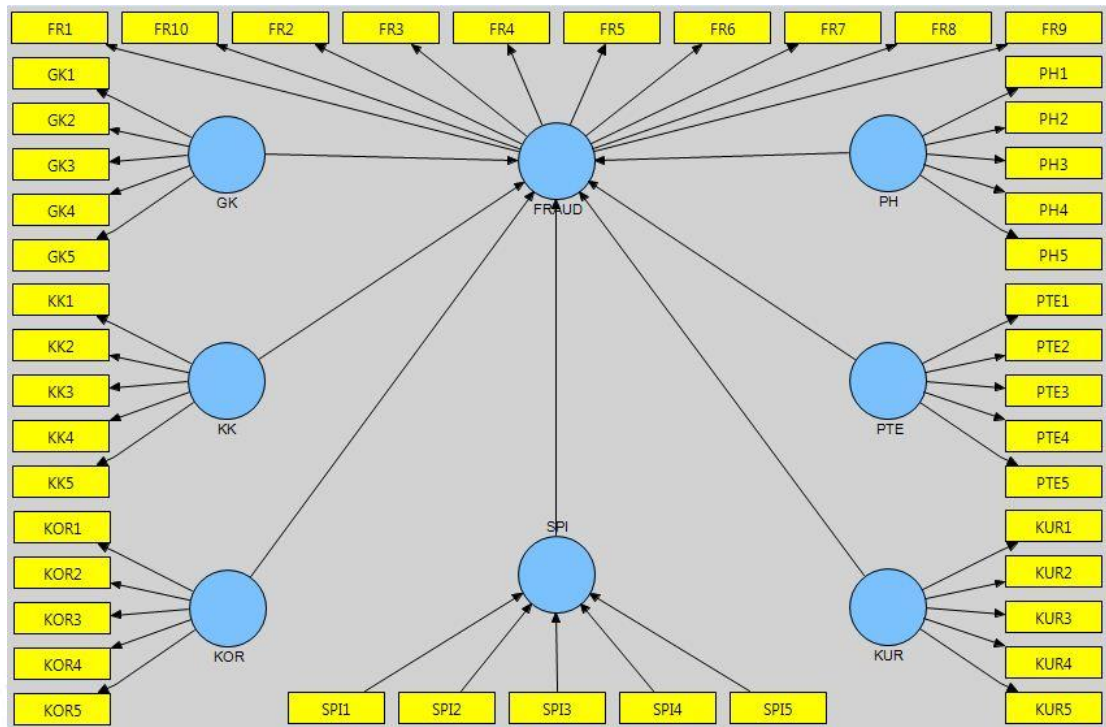 FR1 FR10 FR2 FR3 FR4 FR5 FR6 FR7 FR8 FR9
GK1
GK2
GK3
GK4
GK5
GK
FRAUD
PH
PH1
PH2
PH3
PH4
PH5
KK1
KK2
KK3
KK4
KK5
KK
PTE
PTE1
PTE2
PTE3
PTE4
PTE5
KOR1
KOR2
KOR3
KOR4
KOR5
KOR
SPI
SPI1 SPI2 SPI3 SPI4 SPI5
KUR
KUR1
KUR2
KUR3
KUR4
KUR5